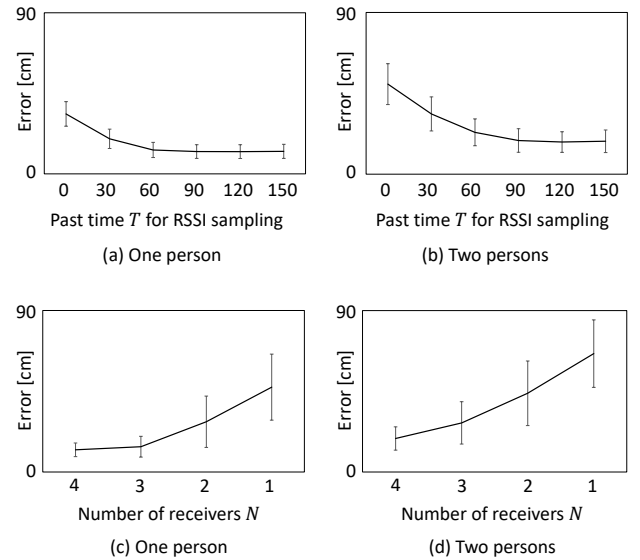 90
Error [cm]
0
0 30 60 90 120 150
Past time T for RSSI sampling
(a) One person
90
Error [cm]
0
0 30 60 90 120 150
Past time T for RSSI sampling
(b) Two persons
90
Error [cm]
0
4 3 2 1
Number of receivers N
(c) One person
90
Error [cm]
0
4 3 2 1
Number of receivers N
(d) Two persons